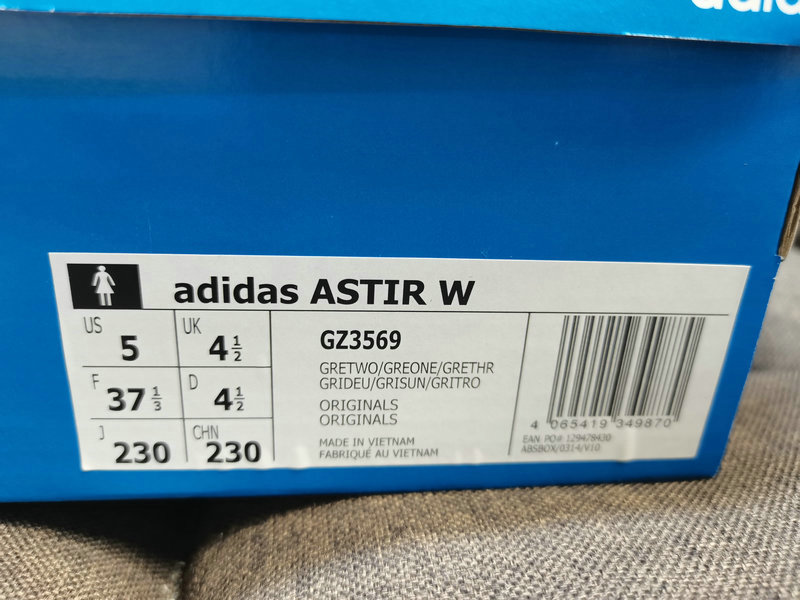 adidas
adidas ASTIR W
US 5 UK 4 1/2
F 37 1/3 D 4 1/2
J 230 CHN 230
GZ3569
GRETWO/GREONE/GRETHR
GRIDEU/GRISUN/GRITRO
ORIGINALS
ORIGINALS
MADE IN VIETNAM
FABRIQUÉ AU VIETNAM
4 065419 349870
EAN PO# 129478430
ABSBOX/0314/V10